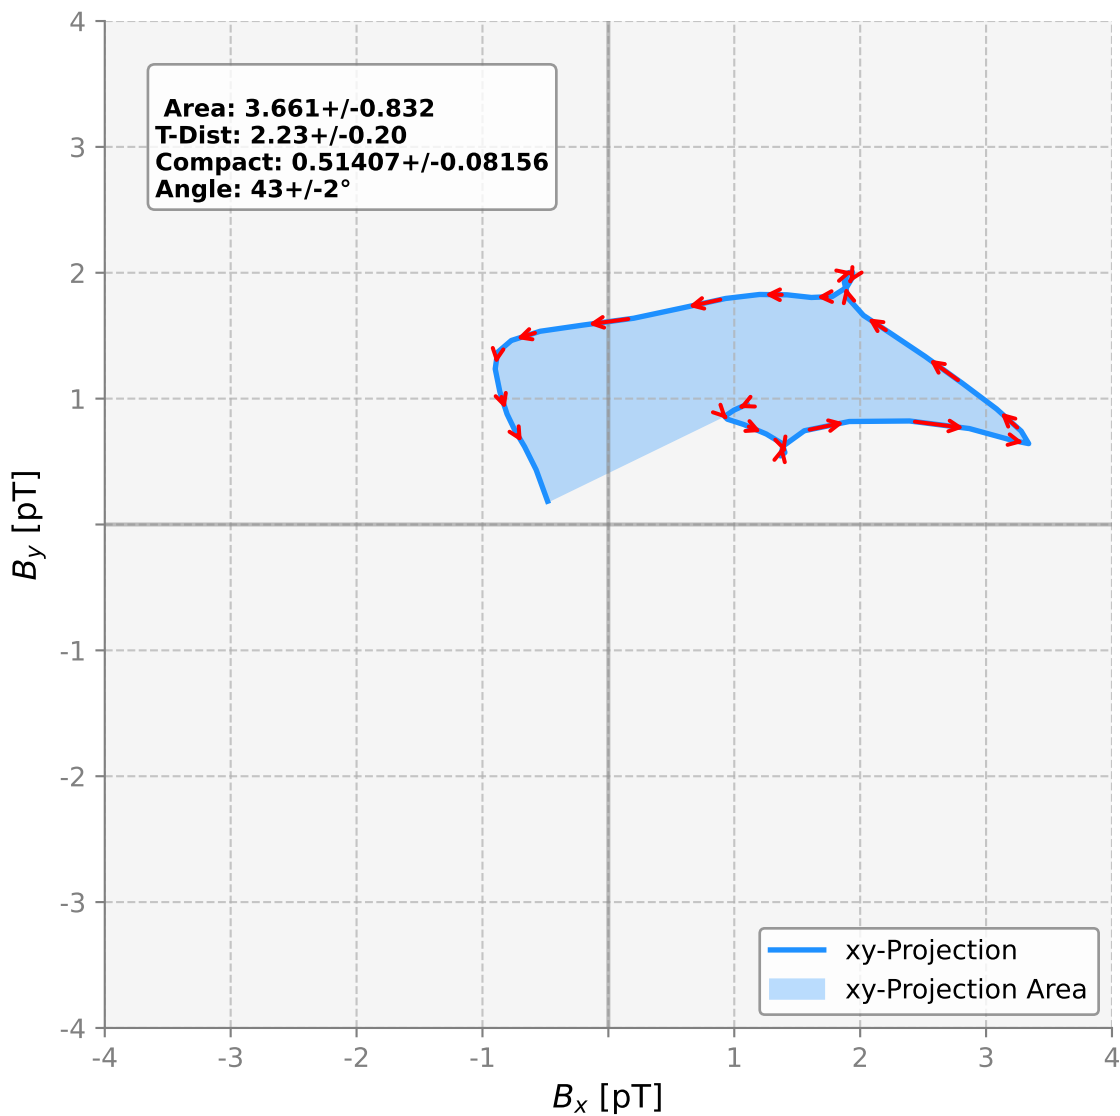 Area: 3.661+/-0.832
T-Dist: 2.23+/-0.20
Compact: 0.51407+/-0.08156
Angle: 43+/-2°
4
3
2
1
-1
-2
-3
-4
B_y [pT]
-4 -3 -2 -1 1 2 3 4
B_x [pT]
xy-Projection
xy-Projection Area